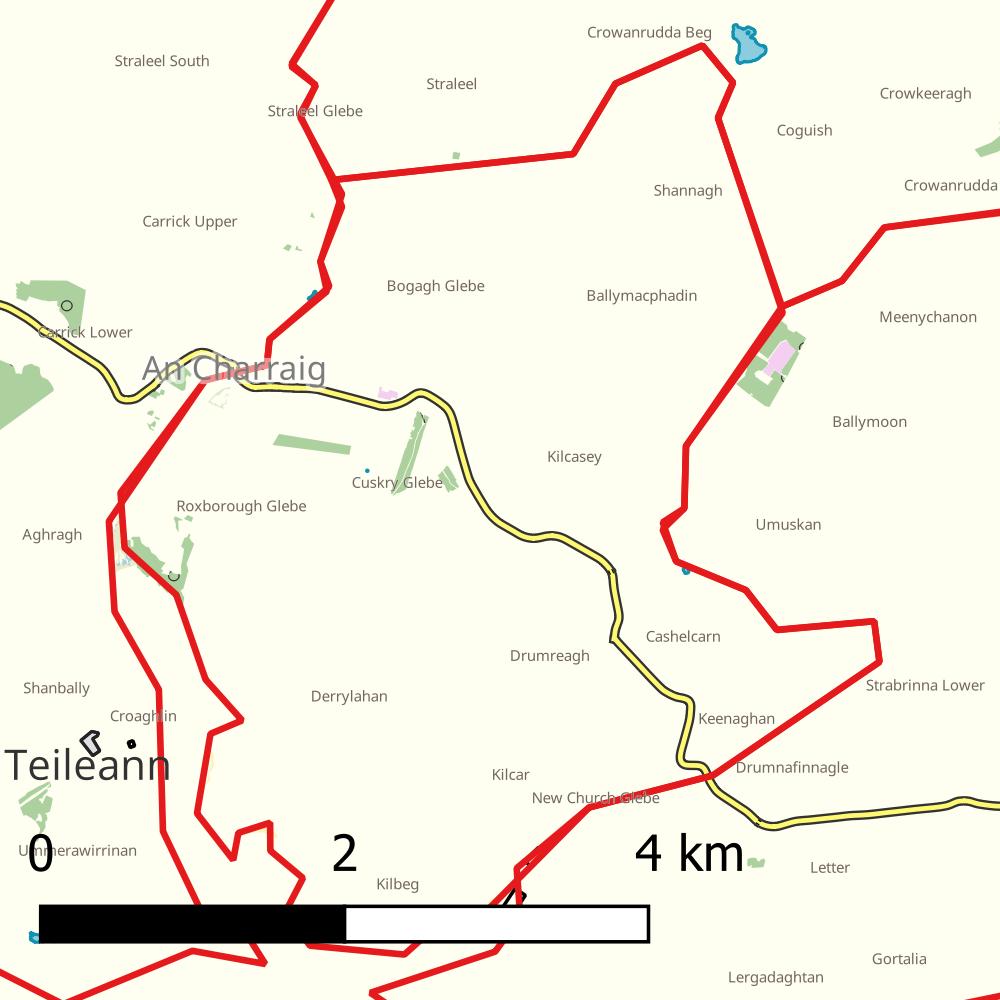 Crowanrudda Beg
Straleel South
Straleel
Crowkeeragh
Straleel Glebe
Coguish
Crowanrudda
Shannagh
Carrick Upper
Bogagh Glebe
Ballymacphadin
Meenychanon
Carrick Lower
An Charraig
Ballymoon
Kilcasey
Cuskry Glebe
Roxborough Glebe
Umuskan
Aghragh
Cashelcarn
Drumreagh
Strabrinna Lower
Shanbally
Derrylahan
Croaghlin
Keenaghan
Teileann
Drumnafinnagle
Kilcar
New Church Glebe
Ummerawirrinan
0 2 4 km
Letter
Kilbeg
Gortalia
Lergadaghtan